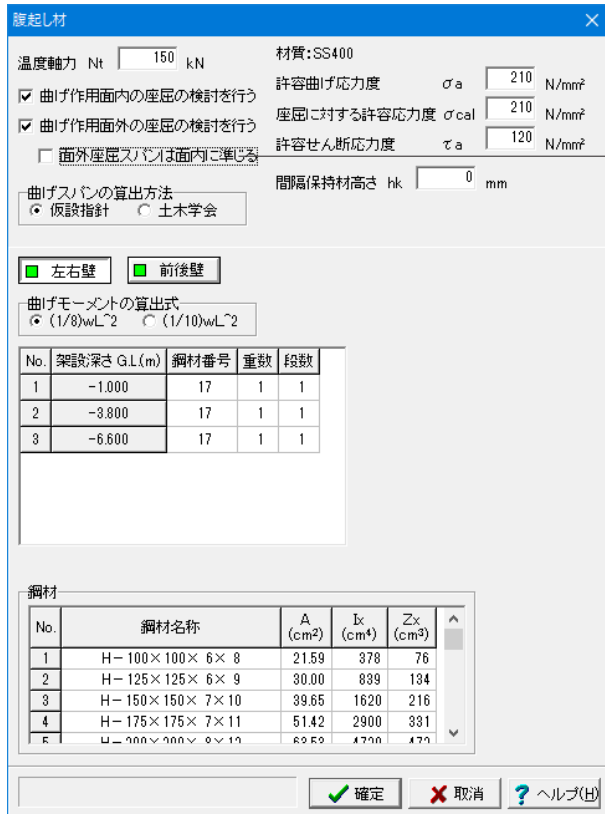 腹起し材
温度軸力 Nt 150 kN
曲げ作用面内の座屈の検討を行う
曲げ作用面外の座屈の検討を行う
面外座屈スパンは面内に準じる
曲げスパンの算出方法
仮設指針 土木学会
材質:SS400
許容曲げ応力度 σa 210 N/mm²
座屈に対する許容応力度 σcal 210 N/mm²
許容せん断応力度 τa 120 N/mm²
間隔保持材高さ hk 0 mm
左右壁 前後壁
曲げモーメントの算出式
(1/8)wL^2 (1/10)wL^2
No. 架設深さ G.L(m) 鋼材番号 重数 段数
1 -1.000 17 1 1
2 -3.800 17 1 1
3 -6.600 17 1 1
鋼材
No. 鋼材名称 A (cm²) Ix (cm⁴) Zx (cm³)
1 H-100×100× 6× 8 21.59 378 76
2 H-125×125× 6× 9 30.00 839 134
3 H-150×150× 7×10 39.65 1620 216
4 H-175×175× 7×11 51.42 2900 331
5 H-200×200× 8×12 63.53 4720 472
確定 取消 ヘルプ(H)